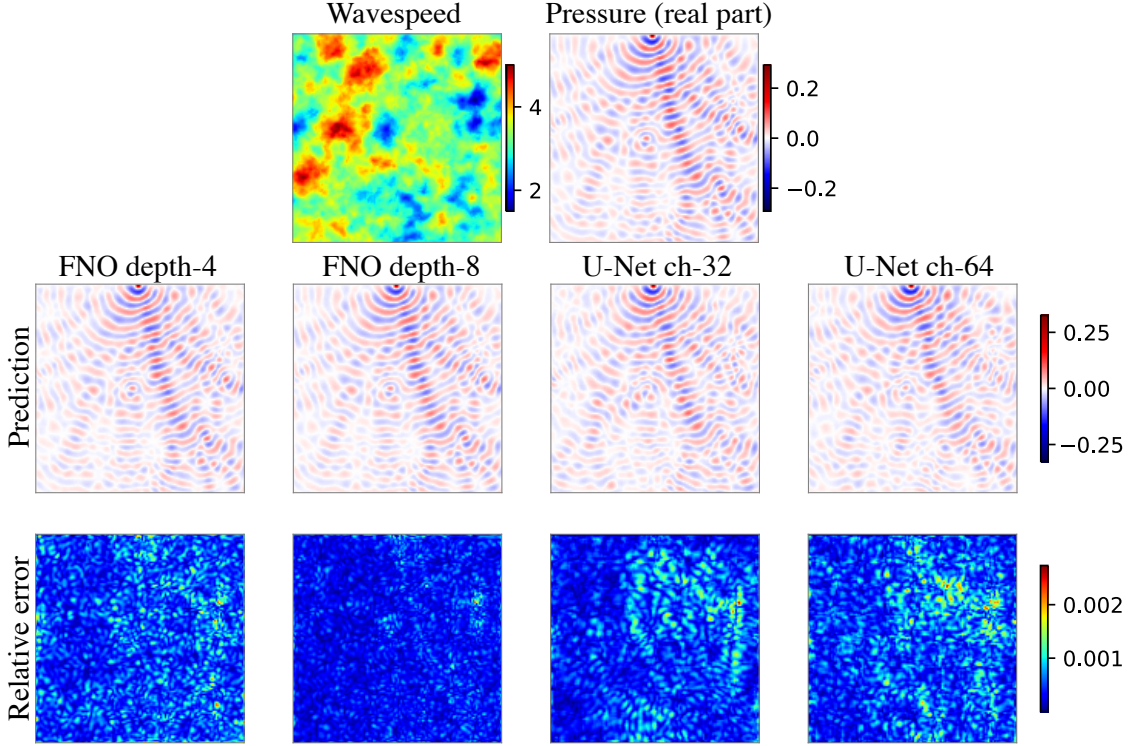 Wavespeed
Pressure (real part)
4
2
0.2
0.0
−0.2
FNO depth-4
FNO depth-8
U-Net ch-32
U-Net ch-64
Prediction
0.25
0.00
−0.25
Relative error
0.002
0.001